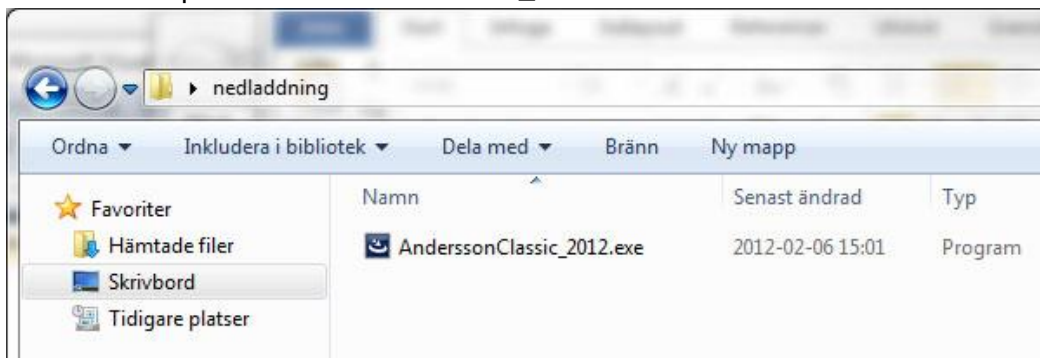 nedladdning
Ordna Inkludera i bibliotek Dela med Bränn Ny mapp
Favoriter
Hämtade filer
Skrivbord
Tidigare platser
Namn Senast ändrad Typ
AnderssonClassic_2012.exe 2012-02-06 15:01 Program